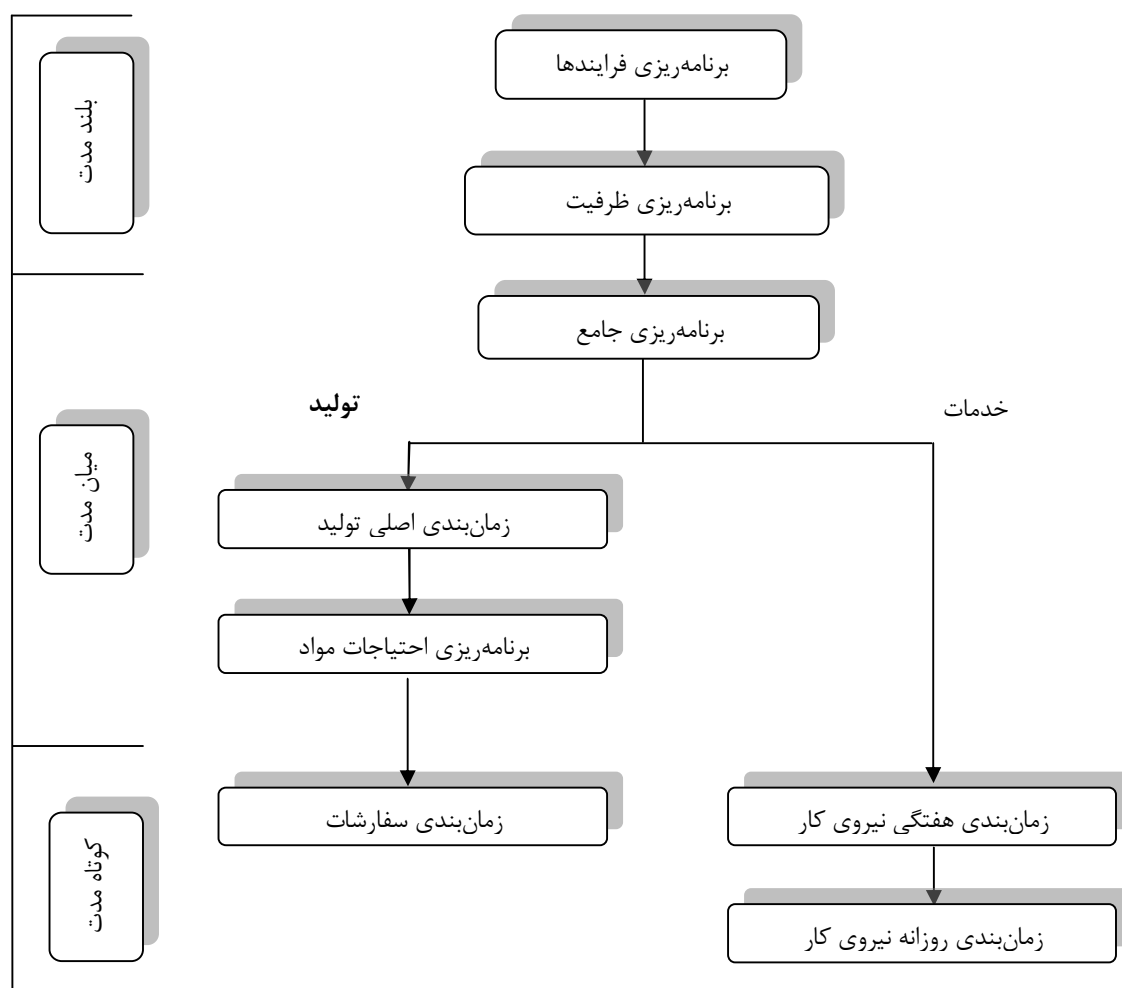 برنامه‌ریزی فرایندها
بلند مدت
برنامه‌ریزی ظرفیت
برنامه‌ریزی جامع
خدمات
تولید
میان مدت
زمان‌بندی اصلی تولید
برنامه‌ریزی احتیاجات مواد
زمان‌بندی هفتگی نیروی کار
زمان‌بندی سفارشات
کوتاه مدت
زمان‌بندی روزانه نیروی کار